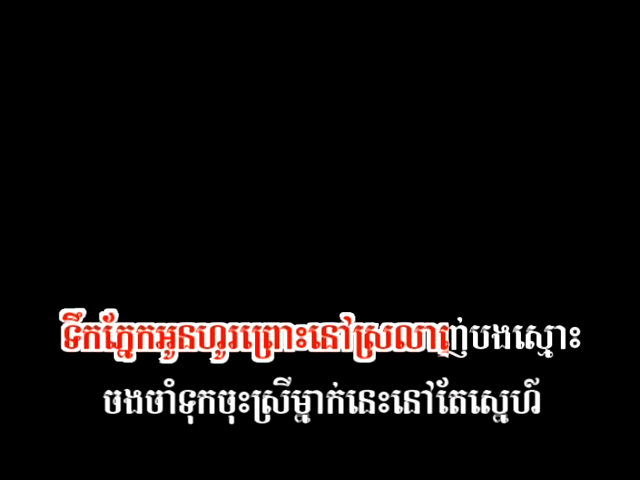 ទឹកភ្នែកអូនហូរព្រោះនៅស្រលាញ់បងស្មោះ
ចងចាំទុកចុះស្រីម្នាក់នេះនៅតែស្នេហ៍